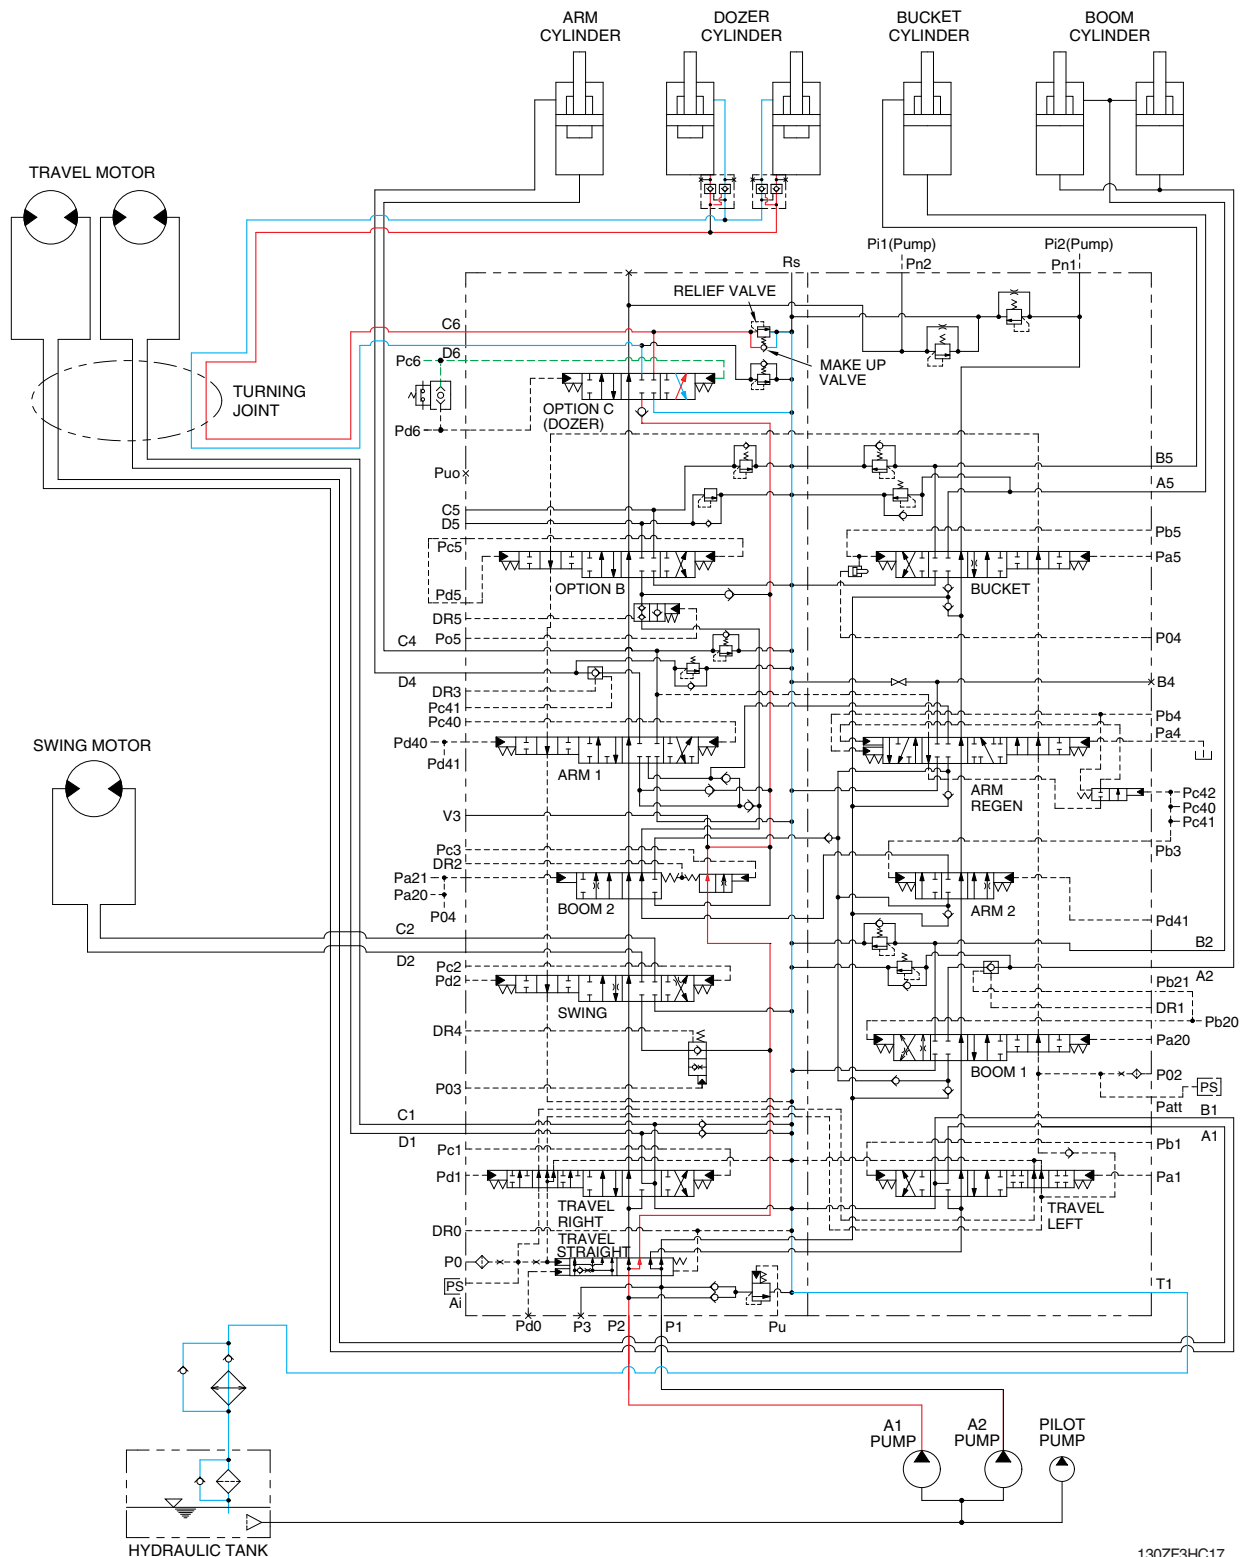 ARM
CYLINDER
DOZER
CYLINDER
BUCKET
CYLINDER
BOOM
CYLINDER
TRAVEL MOTOR
TURNING
JOINT
Pi1(Pump)
Pn2
Pi2(Pump)
Pn1
Rs
RELIEF VALVE
MAKE UP
VALVE
C6
D6
Pc6
Pd6
OPTION C
(DOZER)
Puo
C5
D5
Pc5
Pd5
OPTION B
DR5
Po5
C4
D4
DR3
Pc41
Pc40
Pd40
Pd41
ARM 1
SWING MOTOR
V3
Pc3
DR2
Pa21
Pa20
P04
BOOM 2
C2
D2
Pc2
Pd2
SWING
DR4
P03
C1
D1
Pc1
Pd1
TRAVEL
RIGHT
TRAVEL
STRAIGHT
DR0
P0
PS
Ai
Pd0
P3
P2
P1
Pu
B5
A5
Pb5
Pa5
BUCKET
P04
B4
Pb4
Pa4
ARM
REGEN
Pc42
Pc40
Pc41
Pb3
ARM 2
Pd41
B2
A2
Pb21
DR1
Pb20
Pa20
BOOM 1
P02
PS
Patt
B1
A1
Pb1
Pa1
TRAVEL
LEFT
T1
A1
PUMP
A2
PUMP
PILOT
PUMP
HYDRAULIC TANK
130ZF3HC17